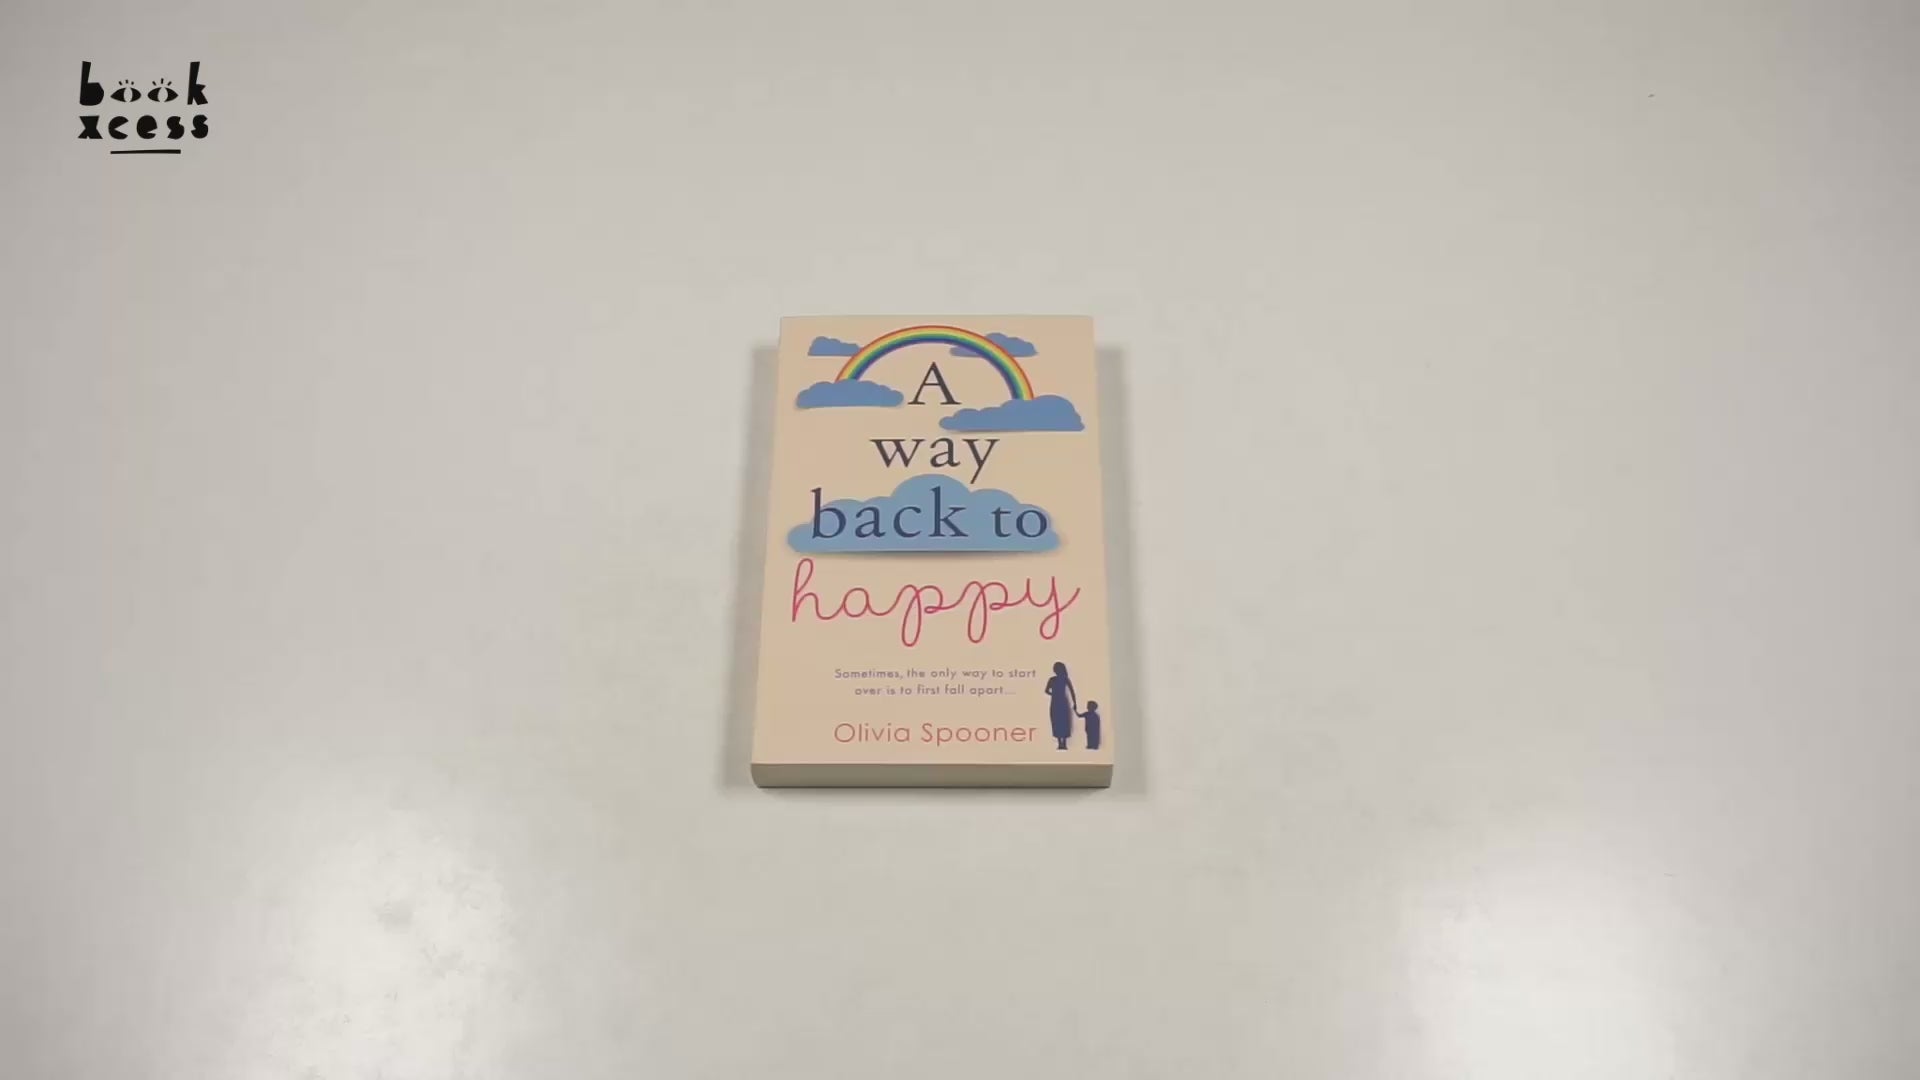 book
xcess
A
way
back to
happy
Sometimes, the only way to start
over is to first fall apart...
Olivia Spooner